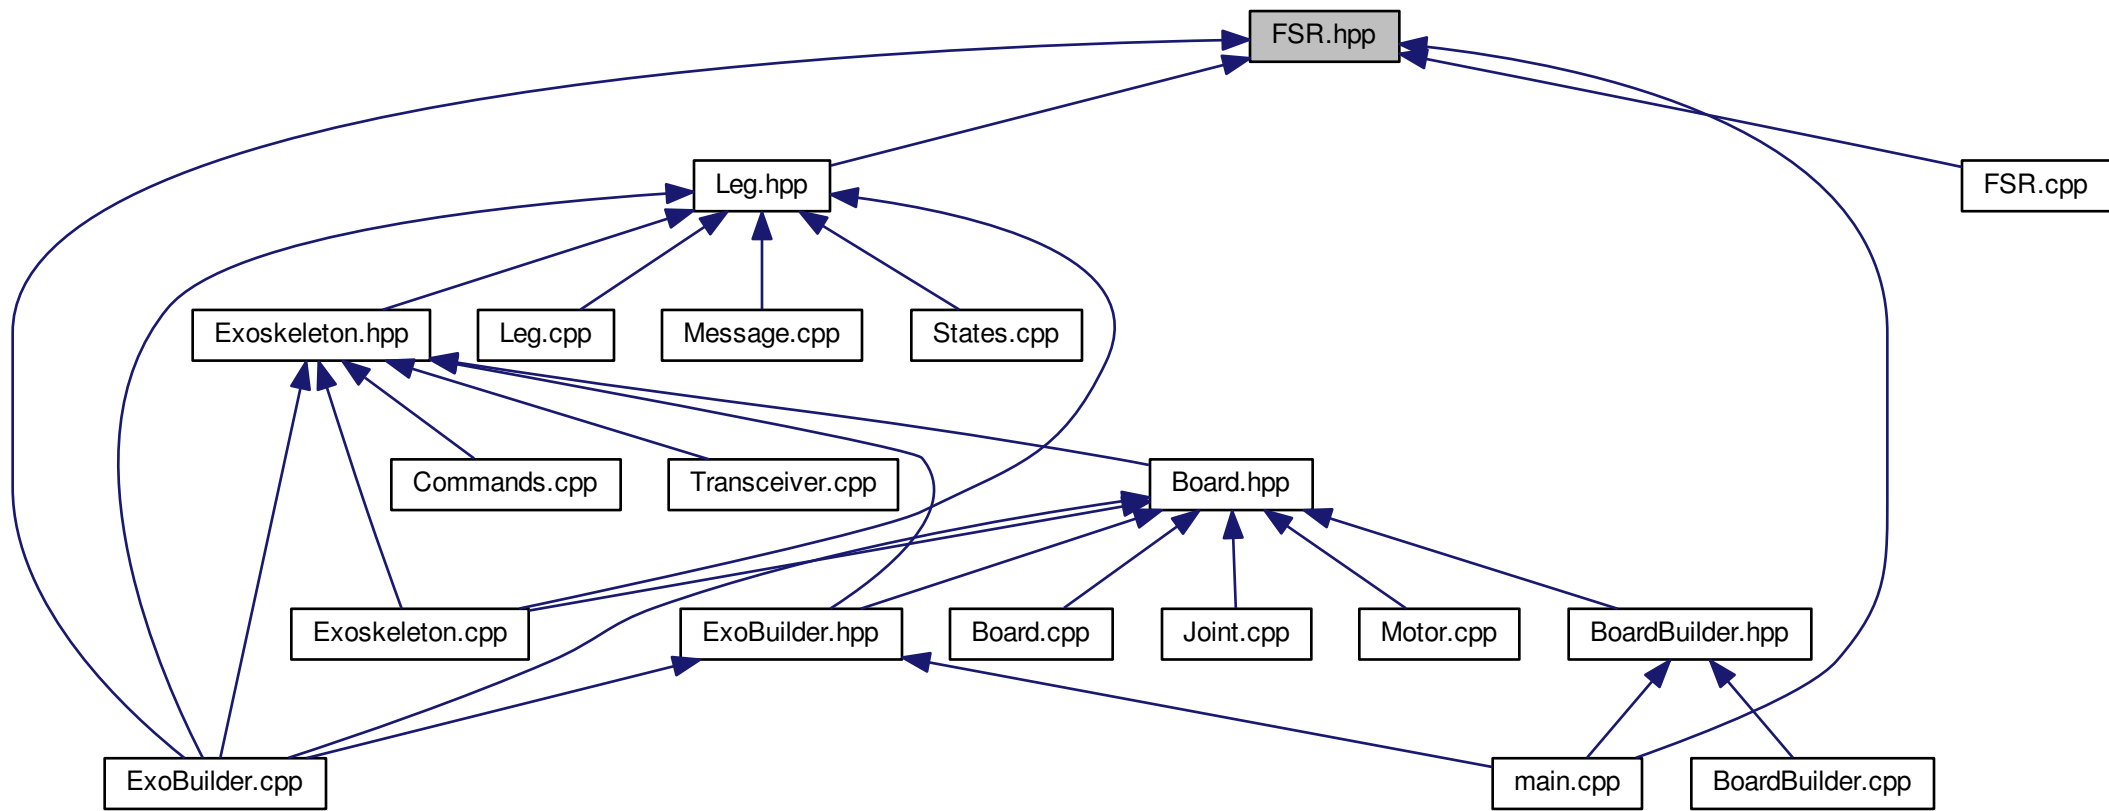 FSR.hpp
Leg.hpp
FSR.cpp
Exoskeleton.hpp
Leg.cpp
Message.cpp
States.cpp
Commands.cpp
Transceiver.cpp
Board.hpp
Exoskeleton.cpp
ExoBuilder.hpp
Board.cpp
Joint.cpp
Motor.cpp
BoardBuilder.hpp
ExoBuilder.cpp
main.cpp
BoardBuilder.cpp